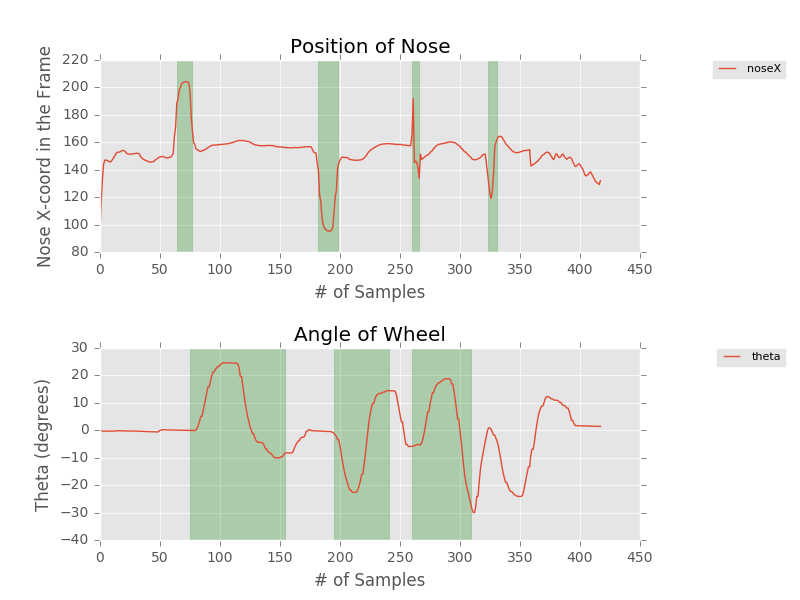 Position of Nose
220
200
180
160
140
120
100
80
Nose X-coord in the Frame
0 50 100 150 200 250 300 350 400 450
# of Samples
noseX
Angle of Wheel
30
20
10
0
−10
−20
−30
−40
Theta (degrees)
0 50 100 150 200 250 300 350 400 450
# of Samples
theta